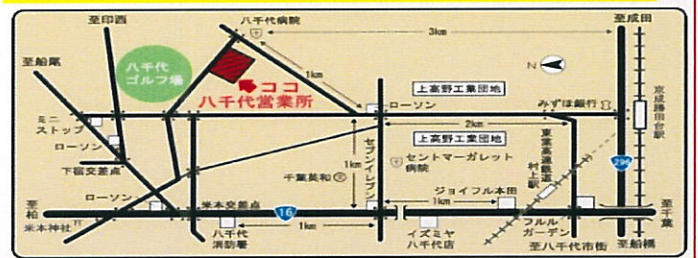 至印西
八千代病院
至成田
至船尾
3km
八千代
ゴルフ場
1km
N
ココ
八千代営業所
上高野工業団地
京成勝田台駅
ミニ
ストップ
ローソン
みずほ銀行
上高野工業団地
2km
ローソン
下宿交差点
1km
セブンイレブン
セントマーガレット
病院
東葉高速鉄道
村上駅
296
千葉英和
文
至
柏
ローソン
米本交差点
ジョイフル本田
1km
16
至
千葉
米本神社
八千代
消防署
1km
イズミヤ
八千代店
フルル
ガーデン
至八千代市街
至船橋